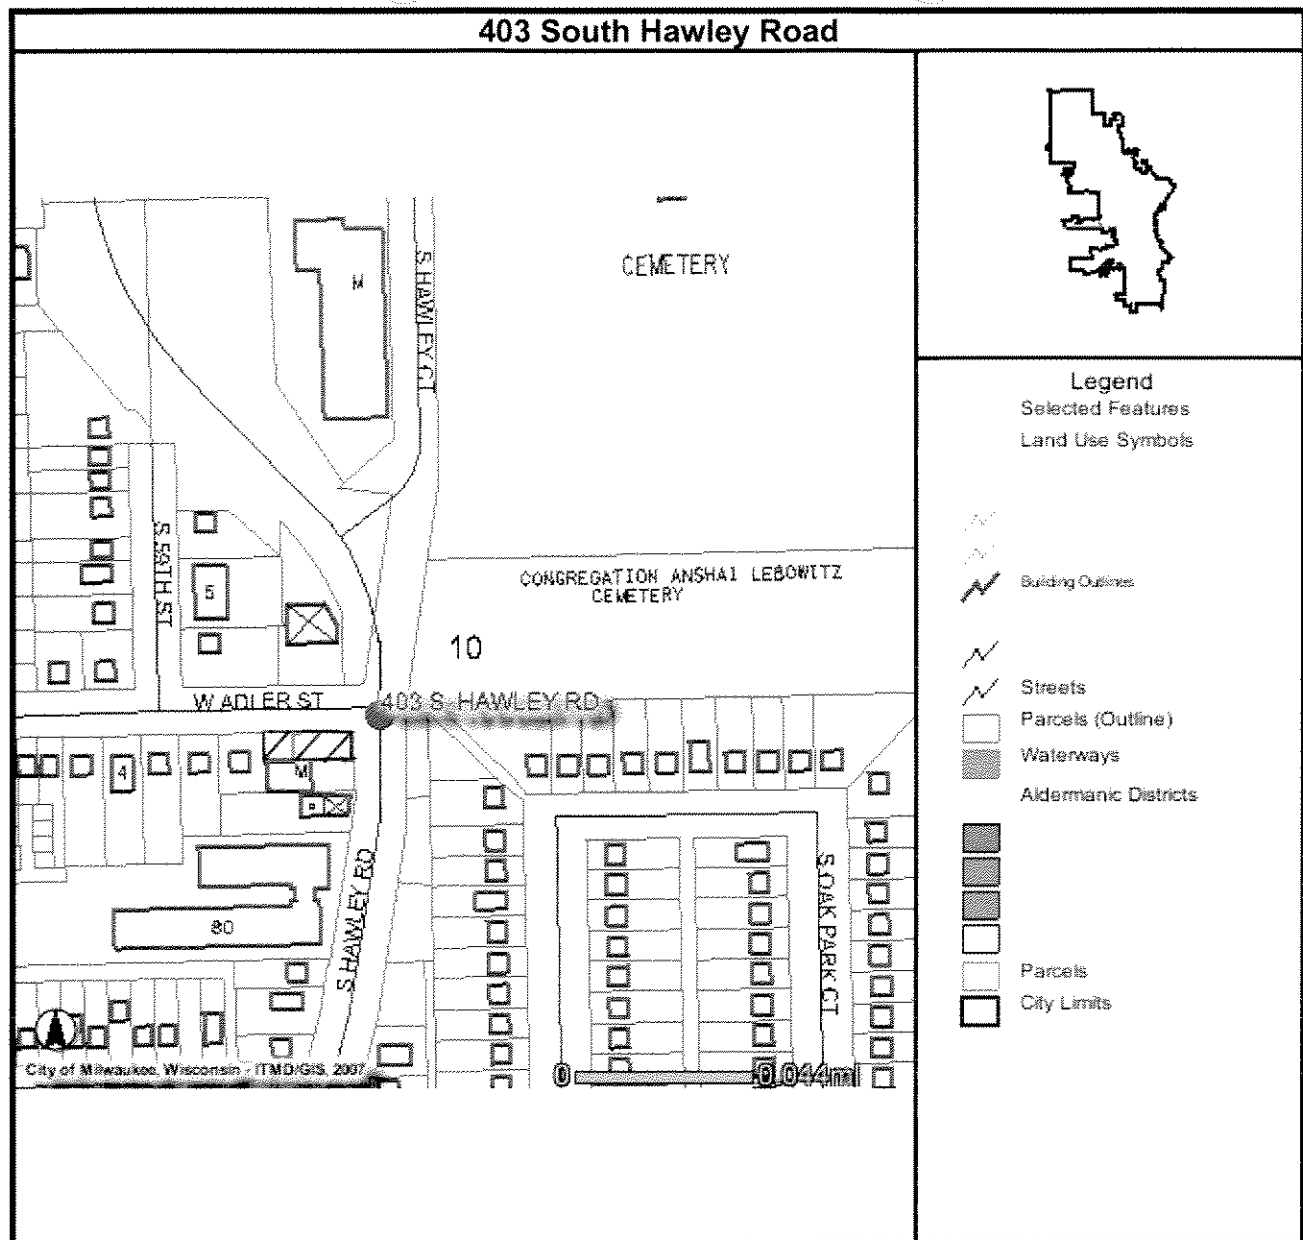 403 South Hawley Road
CEMETERY
M
S HAWLEY CT
CONGREGATION ANSHAI LEBOWITZ
CEMETERY
S 59TH ST
5
10
W ADLER ST
403 S HAWLEY RD
4
M
80
S HAWLEY RD
S OAK PARK CT
City of Milwaukee, Wisconsin - ITMD/GIS, 2007
0
0.044mi
Legend
Selected Features
Land Use Symbols
Building Outlines
Streets
Parcels (Outline)
Waterways
Aldermanic Districts
Parcels
City Limits